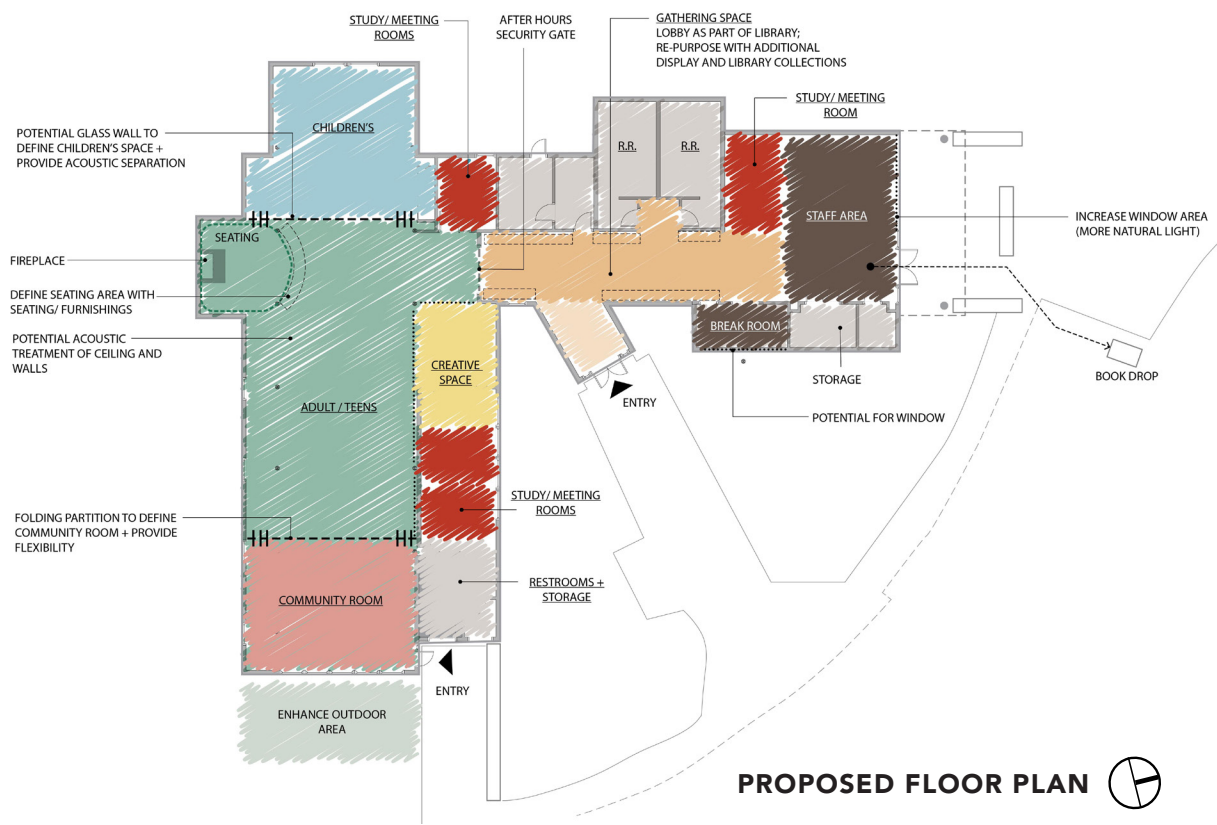 STUDY/ MEETING
ROOMS
AFTER HOURS
SECURITY GATE
GATHERING SPACE
LOBBY AS PART OF LIBRARY;
RE-PURPOSE WITH ADDITIONAL
DISPLAY AND LIBRARY COLLECTIONS
STUDY/ MEETING
ROOM
POTENTIAL GLASS WALL TO
DEFINE CHILDREN'S SPACE +
PROVIDE ACOUSTIC SEPARATION
CHILDREN'S
R.R.
R.R.
STAFF AREA
INCREASE WINDOW AREA
(MORE NATURAL LIGHT)
SEATING
FIREPLACE
DEFINE SEATING AREA WITH
SEATING/ FURNISHINGS
POTENTIAL ACOUSTIC
TREATMENT OF CEILING AND
WALLS
BREAK ROOM
CREATIVE
SPACE
STORAGE
BOOK DROP
ENTRY
POTENTIAL FOR WINDOW
ADULT / TEENS
STUDY/ MEETING
ROOMS
FOLDING PARTITION TO DEFINE
COMMUNITY ROOM + PROVIDE
FLEXIBILITY
COMMUNITY ROOM
RESTROOMS +
STORAGE
ENTRY
ENHANCE OUTDOOR
AREA
PROPOSED FLOOR PLAN